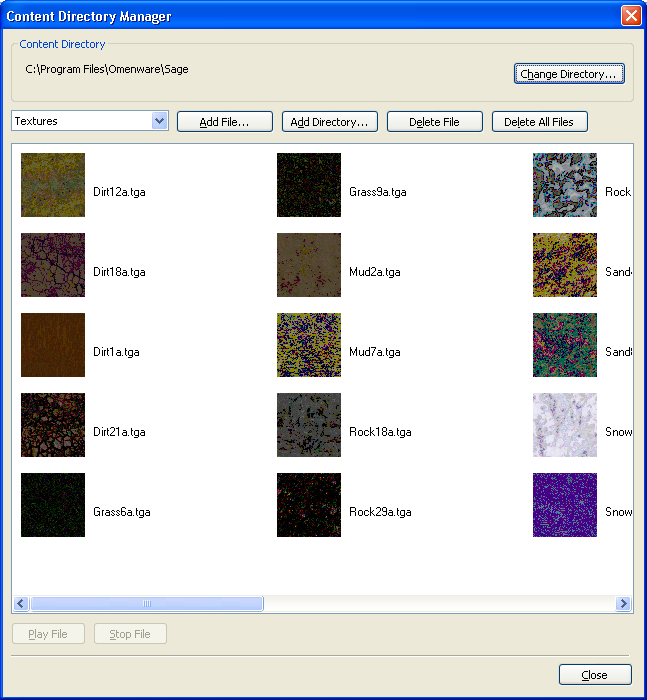 Content Directory Manager
Content Directory
C:\Program Files\Omenware\Sage
Change Directory...
Textures
Add File...
Add Directory...
Delete File
Delete All Files
Dirt12a.tga
Grass9a.tga
Rock
Dirt18a.tga
Mud2a.tga
Sand
Dirt1a.tga
Mud7a.tga
Sand
Dirt21a.tga
Rock18a.tga
Snow
Grass6a.tga
Rock29a.tga
Snow
Play File
Stop File
Close